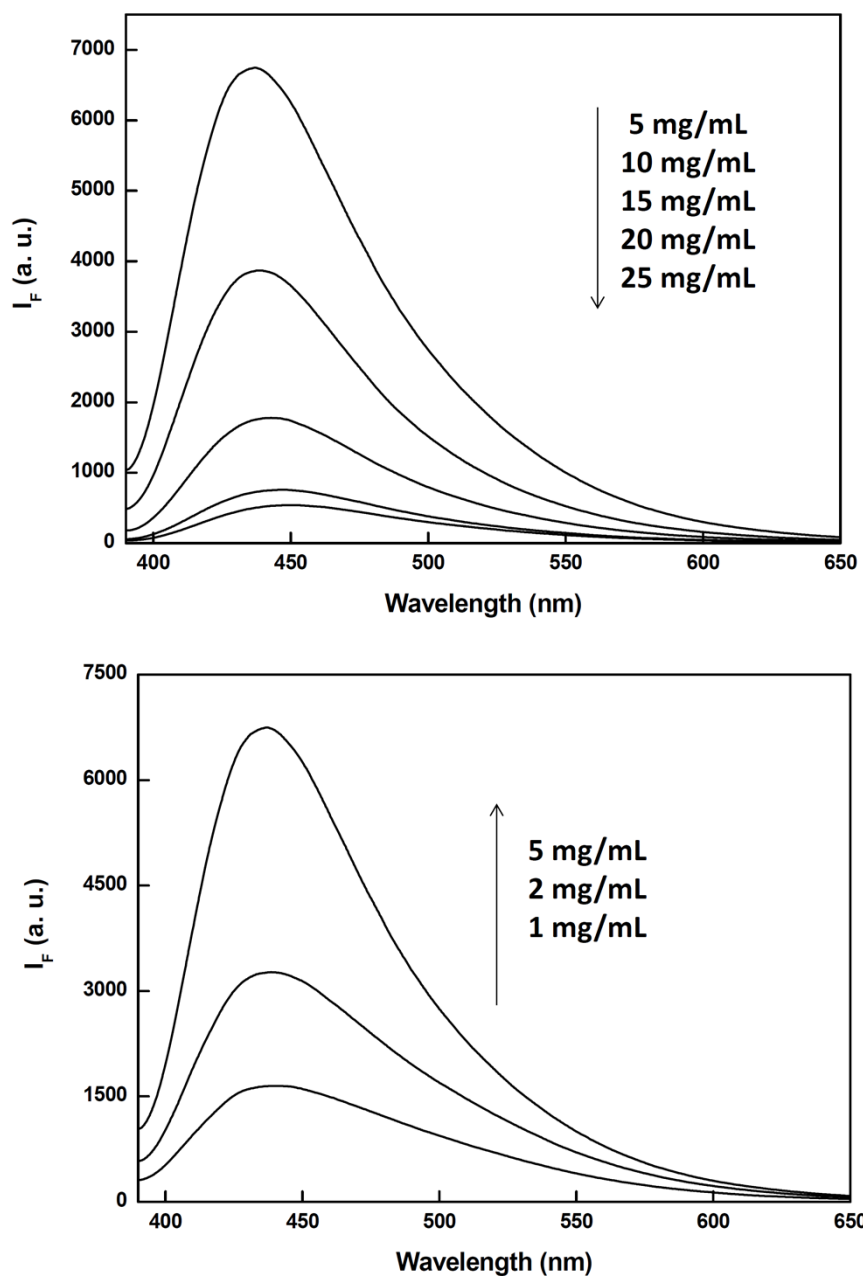 7000
6000
5000
4000
3000
2000
1000
0
I_F (a. u.)
5 mg/mL
10 mg/mL
15 mg/mL
20 mg/mL
25 mg/mL
400 450 500 550 600 650
Wavelength (nm)
7500
6000
4500
3000
1500
0
I_F (a. u.)
5 mg/mL
2 mg/mL
1 mg/mL
400 450 500 550 600 650
Wavelength (nm)